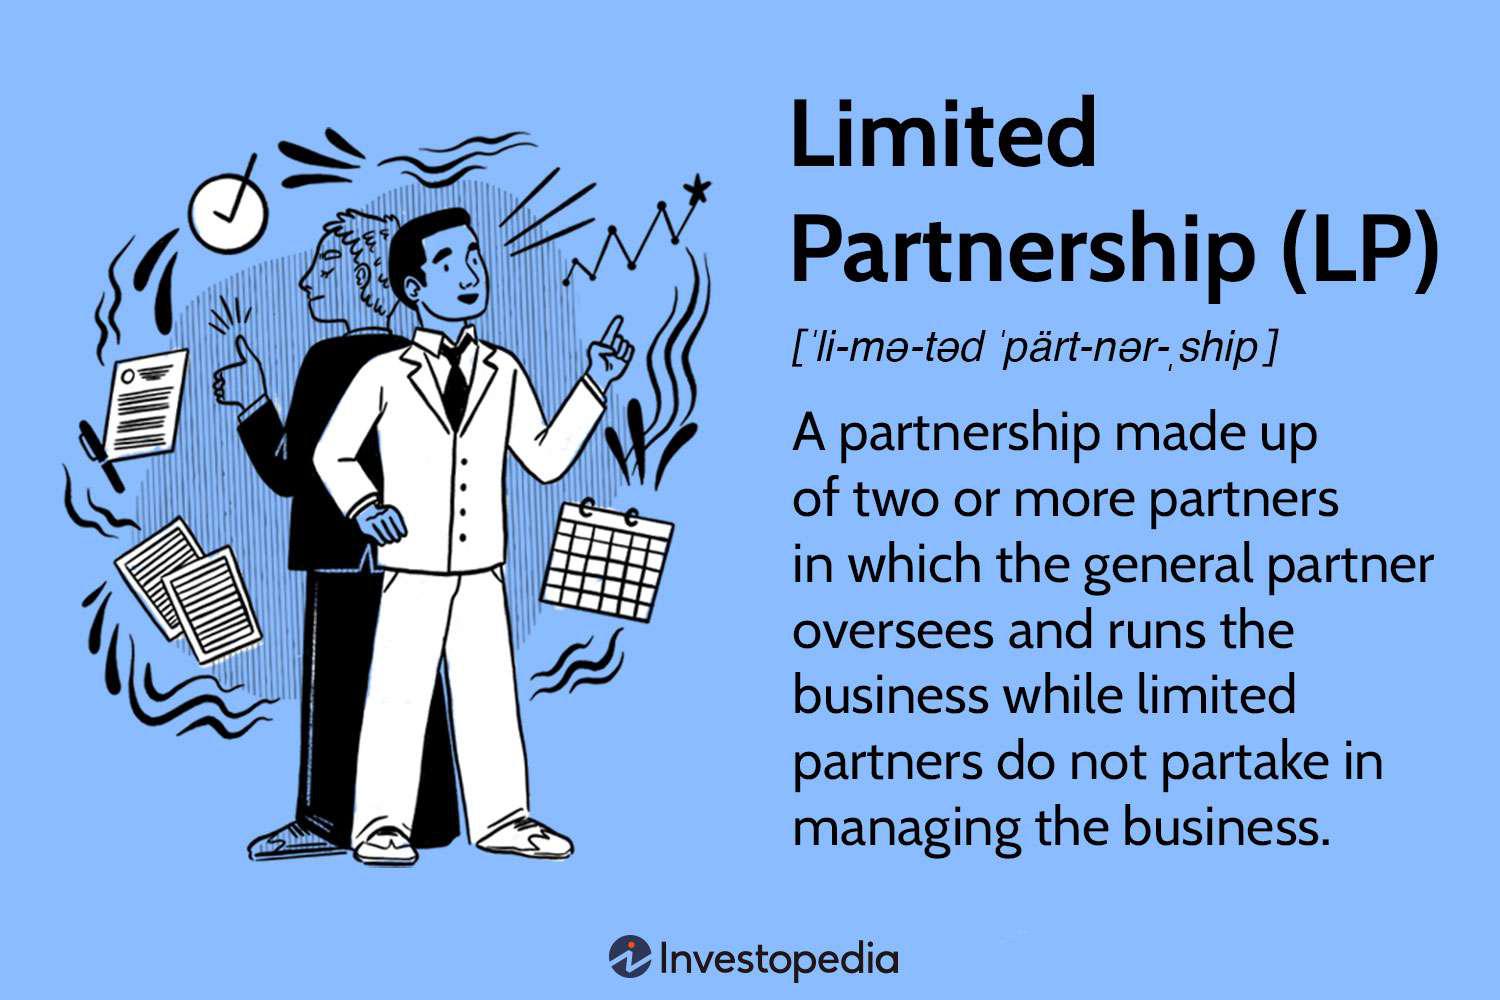 Limited
Partnership (LP)
[ˈli-mə-təd ˈpärt-nər-ˌship]
A partnership made up
of two or more partners
in which the general partner
oversees and runs the
business while limited
partners do not partake in
managing the business.
Investopedia